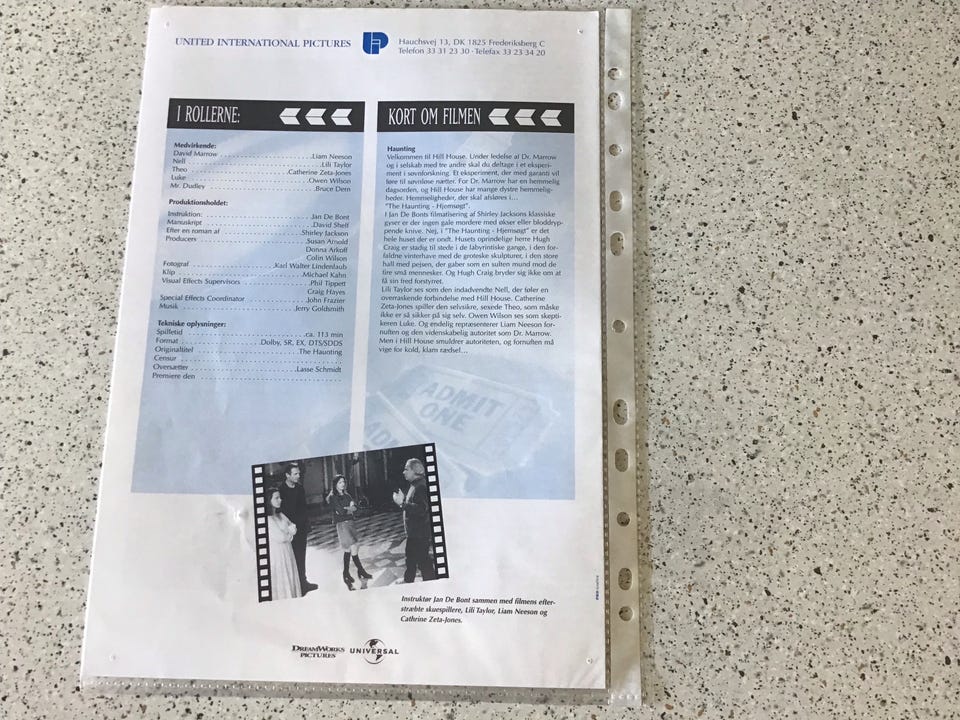 UNITED INTERNATIONAL PICTURES
Hauchsvej 13, DK 1825 Frederiksberg C
Telefon 33 31 23 30 · Telefax 33 23 34 20
I ROLLERNE:
Medvirkende:
David Marrow . . . . . . . . . . . . . . . . Liam Neeson
Nell . . . . . . . . . . . . . . . . Lili Taylor
Theo . . . . . . . . . . . . . . . . Catherine Zeta-Jones
Luke . . . . . . . . . . . . . . . . Owen Wilson
Mr. Dudley . . . . . . . . . . . . . . . . Bruce Dern
Produktionsholdet:
Instruktion: . . . . . . . . . . . . . . . . Jan De Bont
Manuskript . . . . . . . . . . . . . . . . David Shelf
Efter en roman af . . . . . . . . . . . . . . . . Shirley Jackson
Producers . . . . . . . . . . . . . . . . Susan Arnold
Donna Arkoff
Colin Wilson
Fotograf . . . . . . . . . . . . . . . . Karl Walter Lindenlaub
Klip . . . . . . . . . . . . . . . . Michael Kahn
Visual Effects Supervisors . . . . . . . . . . . . . . . . Phil Tippett
Craig Hayes
Special Effects Coordinator . . . . . . . . . . . . . . . . John Frazier
Musik . . . . . . . . . . . . . . . . Jerry Goldsmith
Tekniske oplysninger:
Spilletid . . . . . . . . . . . . . . . . ca. 113 min
Format . . . . . . . . . . . . . . . . Dolby, SR, EX, DTS/SDDS
Originaltitel . . . . . . . . . . . . . . . . The Haunting
Censur . . . . . . . . . . . . . . . .
Oversætter . . . . . . . . . . . . . . . . Lasse Schmidt
Premiere den . . . . . . . . . . . . . . . .
KORT OM FILMEN
Haunting
Velkommen til Hill House. Under ledelse af Dr. Marrow
og i selskab med tre andre skal du deltage i et eksperi-
ment i søvnforskning. Et eksperiment, der med garanti vil
føre til søvnløse nætter. For Dr. Marrow har en hemmelig
dagsorden, og Hill House har mange dystre hemmelig-
heder. Hemmeligheder, der skal afsløres i…
"The Haunting - Hjemsøgt".
I Jan De Bonts filmatisering af Shirley Jacksons klassiske
gyser er der ingen gale mordere med økser eller bloddryp-
pende knive. Nej, i "The Haunting - Hjemsøgt" er det
hele huset der er ondt. Husets oprindelige herre Hugh
Craig er stadig til stede i de labyrintiske gange, i den for-
faldne vinterhave med de groteske skulpturer, i den store
hall med pejsen, der gaber som en sulten mund mod de
fire små mennesker. Og Hugh Craig bryder sig ikke om at
få sin fred forstyrret.
Lili Taylor ses som den indadvendte Nell, der føler en
overraskende forbindelse med Hill House. Catherine
Zeta-Jones spiller den selvsikre, sexede Theo, som måske
ikke er så sikker på sig selv. Owen Wilson ses som skepti-
keren Luke. Og endelig repræsenterer Liam Neeson for-
nuften og den videnskabelig autoritet som Dr. Marrow.
Men i Hill House smuldrer autoriteten, og fornuften må
vige for kold, klam rædsel…
ADMIT
ONE
Instruktør Jan De Bont sammen med filmens efter-
stræbte skuespillere, Lili Taylor, Liam Neeson og
Cathrine Zeta-Jones.
DREAMWORKS
PICTURES
UNIVERSAL